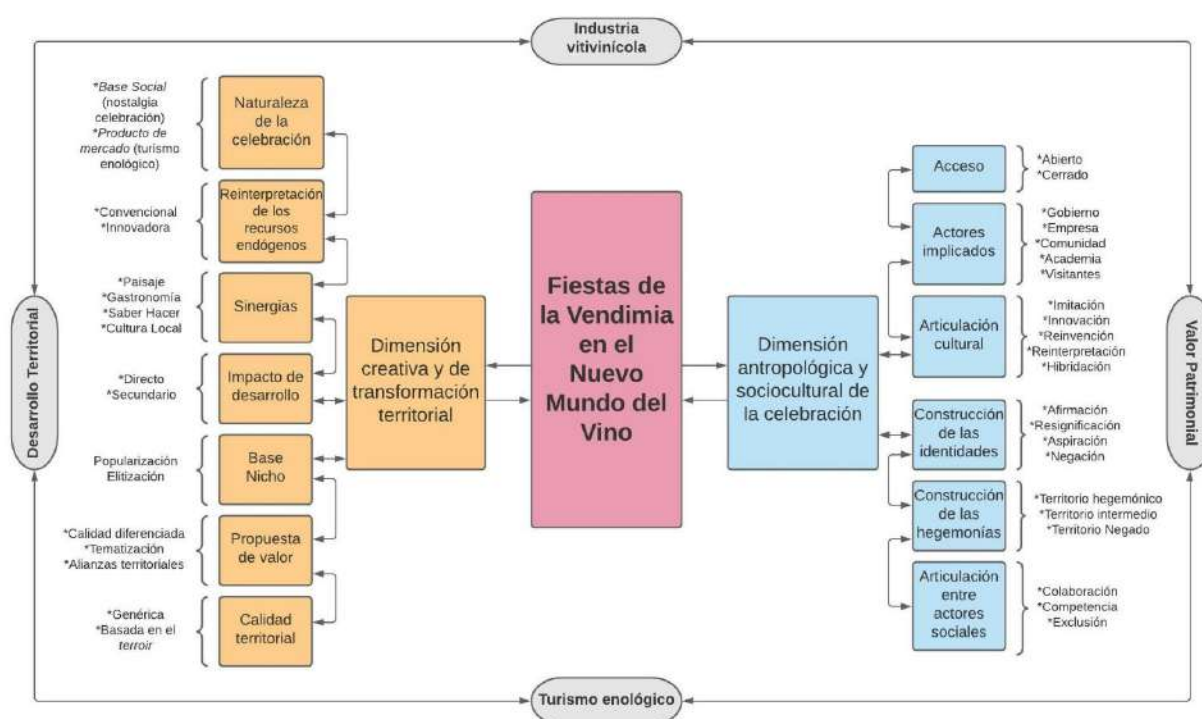 Industria
vitivinícola
Desarrollo Territorial
*Base Social
(nostalgia
celebración)
*Producto de
mercado (turismo
enológico)
Naturaleza
de la
celebración
*Convencional
*Innovadora
Reinterpretación
de los
recursos
endógenos
*Paisaje
*Gastronomía
*Saber Hacer
*Cultura Local
Sinergias
*Directo
*Secundario
Impacto de
desarrollo
Popularización
Elitización
Base
Nicho
*Calidad diferenciada
*Tematización
*Alianzas territoriales
Propuesta
de valor
*Genérica
*Basada en el
terroir
Calidad
territorial
Dimensión
creativa y de
transformación
territorial
Fiestas de
la Vendimia
en el
Nuevo
Mundo del
Vino
Dimensión
antropológica y
sociocultural de
la celebración
Acceso
*Abierto
*Cerrado
Actores
implicados
*Gobierno
*Empresa
*Comunidad
*Academia
*Visitantes
Articulación
cultural
*Imitación
*Innovación
*Reinvención
*Reinterpretación
*Hibridación
Construcción
de las
identidades
*Afirmación
*Resignificación
*Aspiración
*Negación
Construcción
de las
hegemonías
*Territorio hegemónico
*Territorio intermedio
*Territorio Negado
Articulación
entre
actores
sociales
*Colaboración
*Competencia
*Exclusión
Valor Patrimonial
Turismo enológico